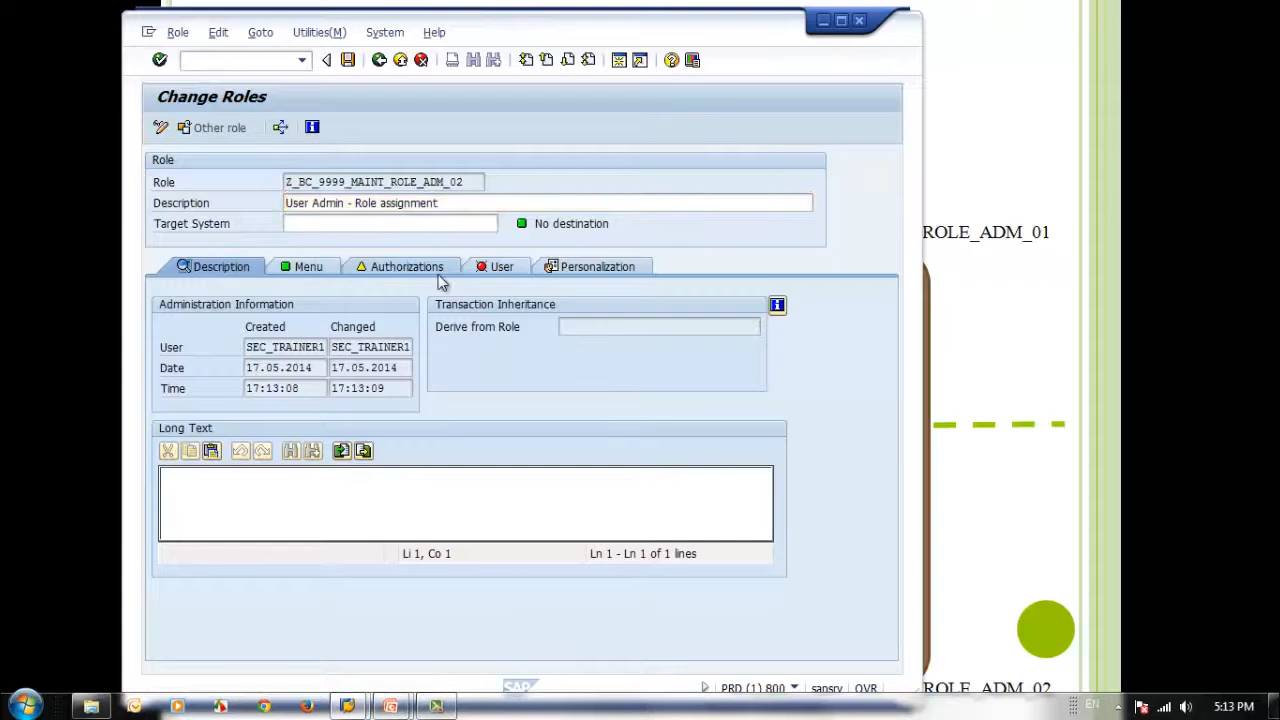 Role Edit Goto Utilities(M) System Help
Change Roles
Other role
Role
Role Z_BC_9999_MAINT_ROLE_ADM_02
Description User Admin - Role assignment
Target System No destination
ROLE_ADM_01
Description Menu Authorizations User Personalization
Administration Information
Transaction Inheritance
Created Changed
Derive from Role
User SEC_TRAINER1 SEC_TRAINER1
Date 17.05.2014 17.05.2014
Time 17:13:08 17:13:09
Long Text
Li 1, Co 1 Ln 1 - Ln 1 of 1 lines
SAP PRD (1) 800 sapsry OVR
ROLE_ADM_02
EN 5:13 PM